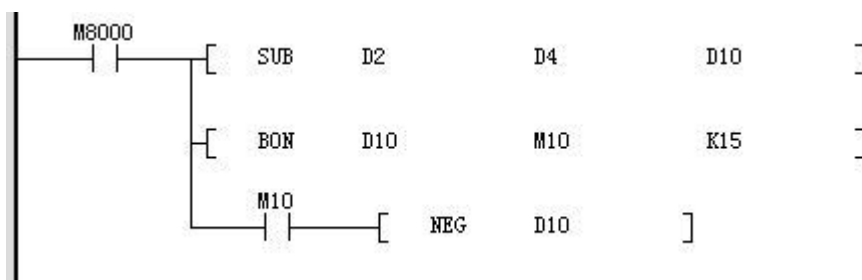 M8000
SUB D2 D4 D10
BON D10 M10 K15
M10
NEG D10